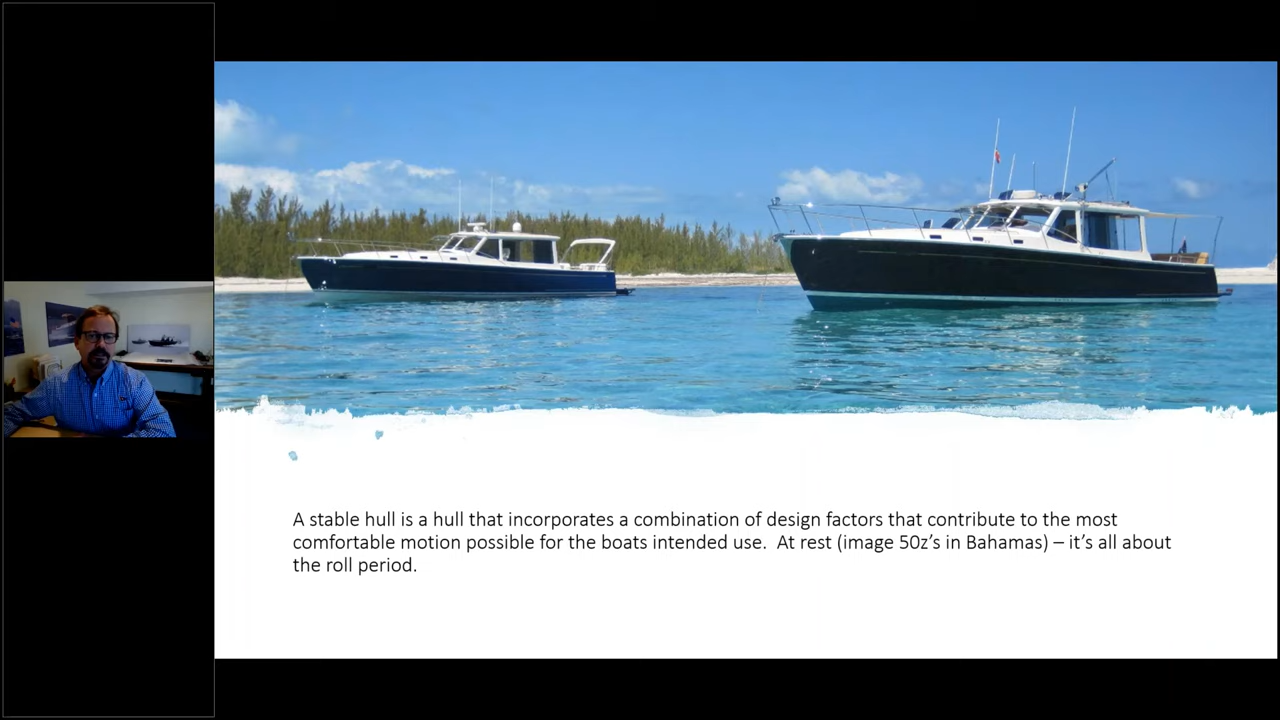 A stable hull is a hull that incorporates a combination of design factors that contribute to the most
comfortable motion possible for the boats intended use.  At rest (image 50z’s in Bahamas) – it’s all about
the roll period.